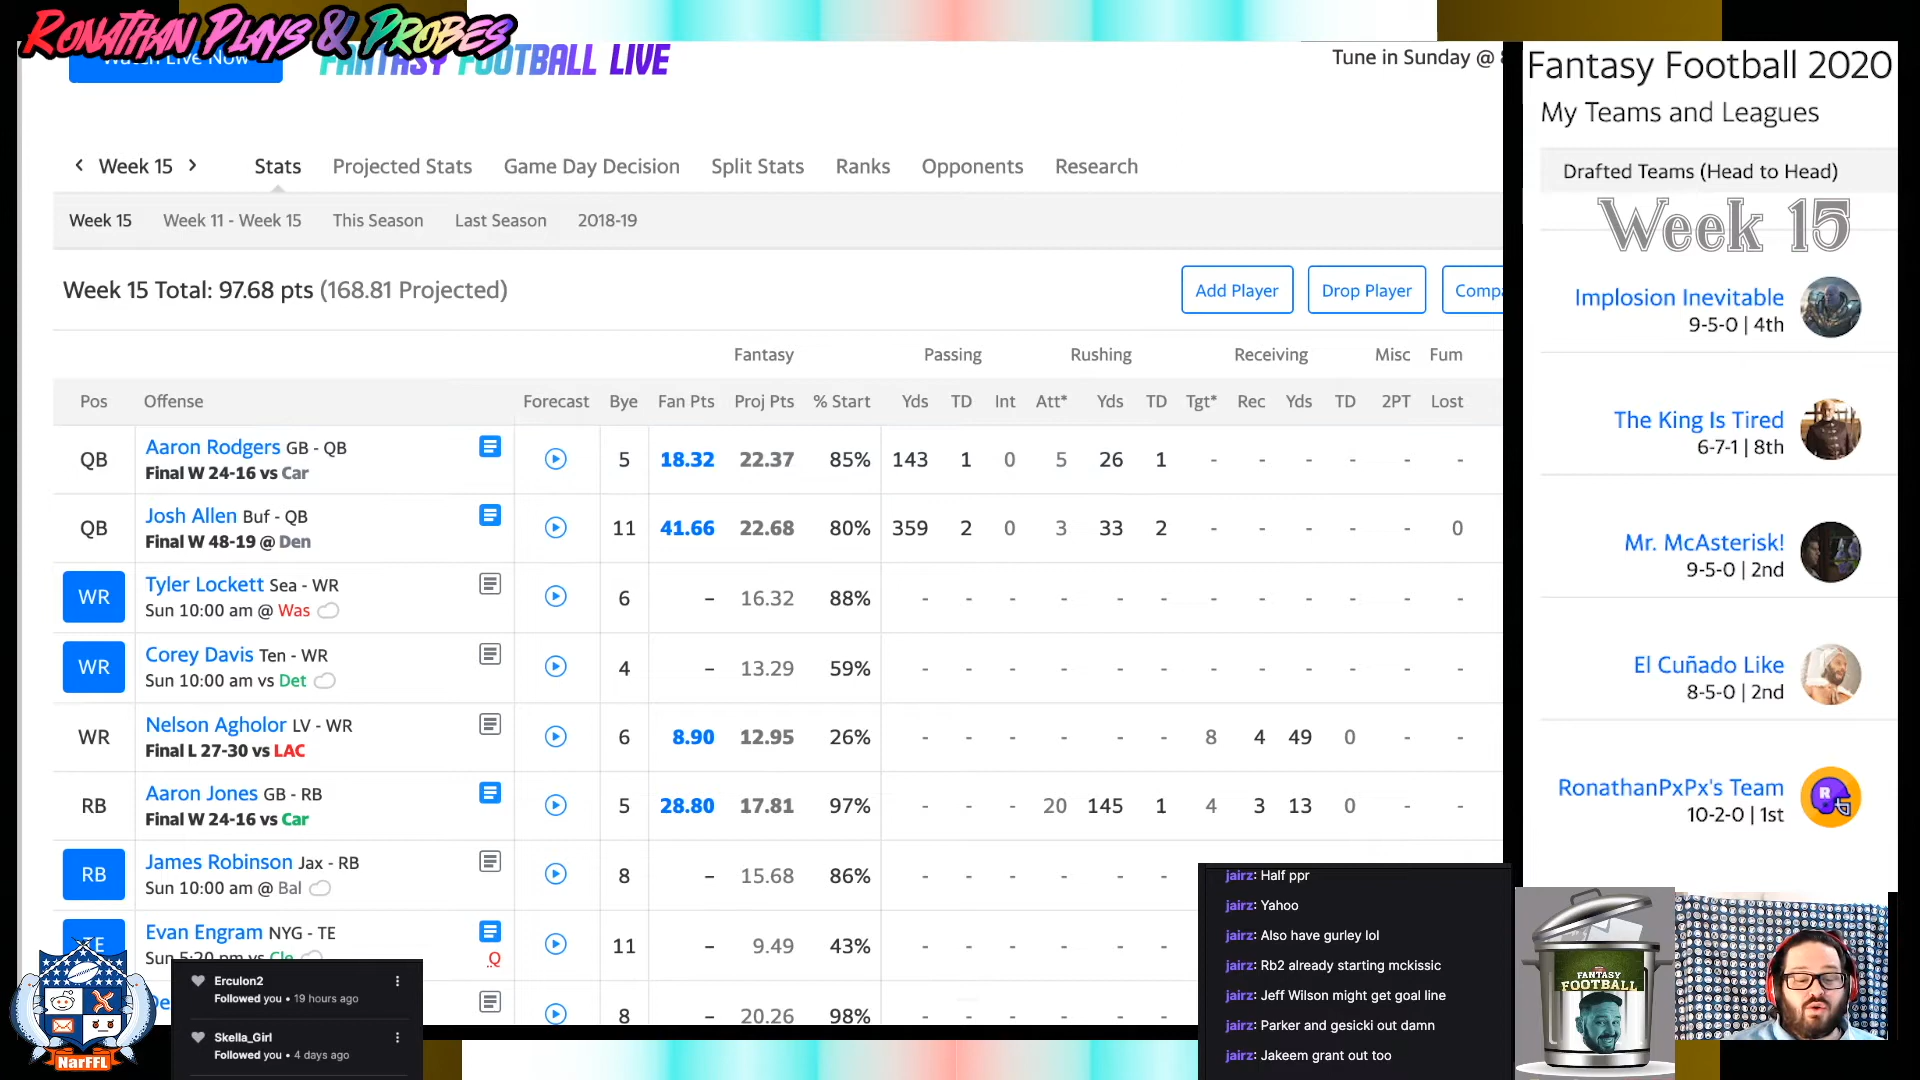 RONATHAN PLAYS & PROBES
Watch Live Now
FANTASY FOOTBALL LIVE
Tune in Sunday @
Week 15
Stats
Projected Stats
Game Day Decision
Split Stats
Ranks
Opponents
Research
Week 15
Week 11 - Week 15
This Season
Last Season
2018-19
Week 15 Total: 97.68 pts (168.81 Projected)
Add Player
Drop Player
Compa
Fantasy Passing Rushing Receiving Misc Fum
Pos Offense Forecast Bye Fan Pts Proj Pts % Start Yds TD Int Att* Yds TD Tgt* Rec Yds TD 2PT Lost
QB Aaron Rodgers GB - QB
Final W 24-16 vs Car
5 18.32 22.37 85% 143 1 0 5 26 1 - - - - - -
QB Josh Allen Buf - QB
Final W 48-19 @ Den
11 41.66 22.68 80% 359 2 0 3 33 2 - - - - - 0
WR Tyler Lockett Sea - WR
Sun 10:00 am @ Was
6 – 16.32 88% - - - - - - - - - - - -
WR Corey Davis Ten - WR
Sun 10:00 am vs Det
4 – 13.29 59% - - - - - - - - - - - -
WR Nelson Agholor LV - WR
Final L 27-30 vs LAC
6 8.90 12.95 26% - - - - - - 8 4 49 0 - -
RB Aaron Jones GB - RB
Final W 24-16 vs Car
5 28.80 17.81 97% - - - 20 145 1 4 3 13 0 - -
RB James Robinson Jax - RB
Sun 10:00 am @ Bal
8 – 15.68 86% - - - - - -
TE Evan Engram NYG - TE
Sun 5:20 pm vs Cle
Q
11 – 9.49 43% - - - - - -
De
8 – 20.26 98% - - - - - -
Fantasy Football 2020
My Teams and Leagues
Drafted Teams (Head to Head)
Week 15
Implosion Inevitable
9-5-0 | 4th
The King Is Tired
6-7-1 | 8th
Mr. McAsterisk!
9-5-0 | 2nd
El Cuñado Like
8-5-0 | 2nd
RonathanPxPx's Team
R
10-2-0 | 1st
NarFFL
Erculon2
Followed you • 19 hours ago
Skella_Girl
Followed you • 4 days ago
jairz: Half ppr
jairz: Yahoo
jairz: Also have gurley lol
jairz: Rb2 already starting mckissic
jairz: Jeff Wilson might get goal line
jairz: Parker and gesicki out damn
jairz: Jakeem grant out too
FANTASY
FOOTBALL